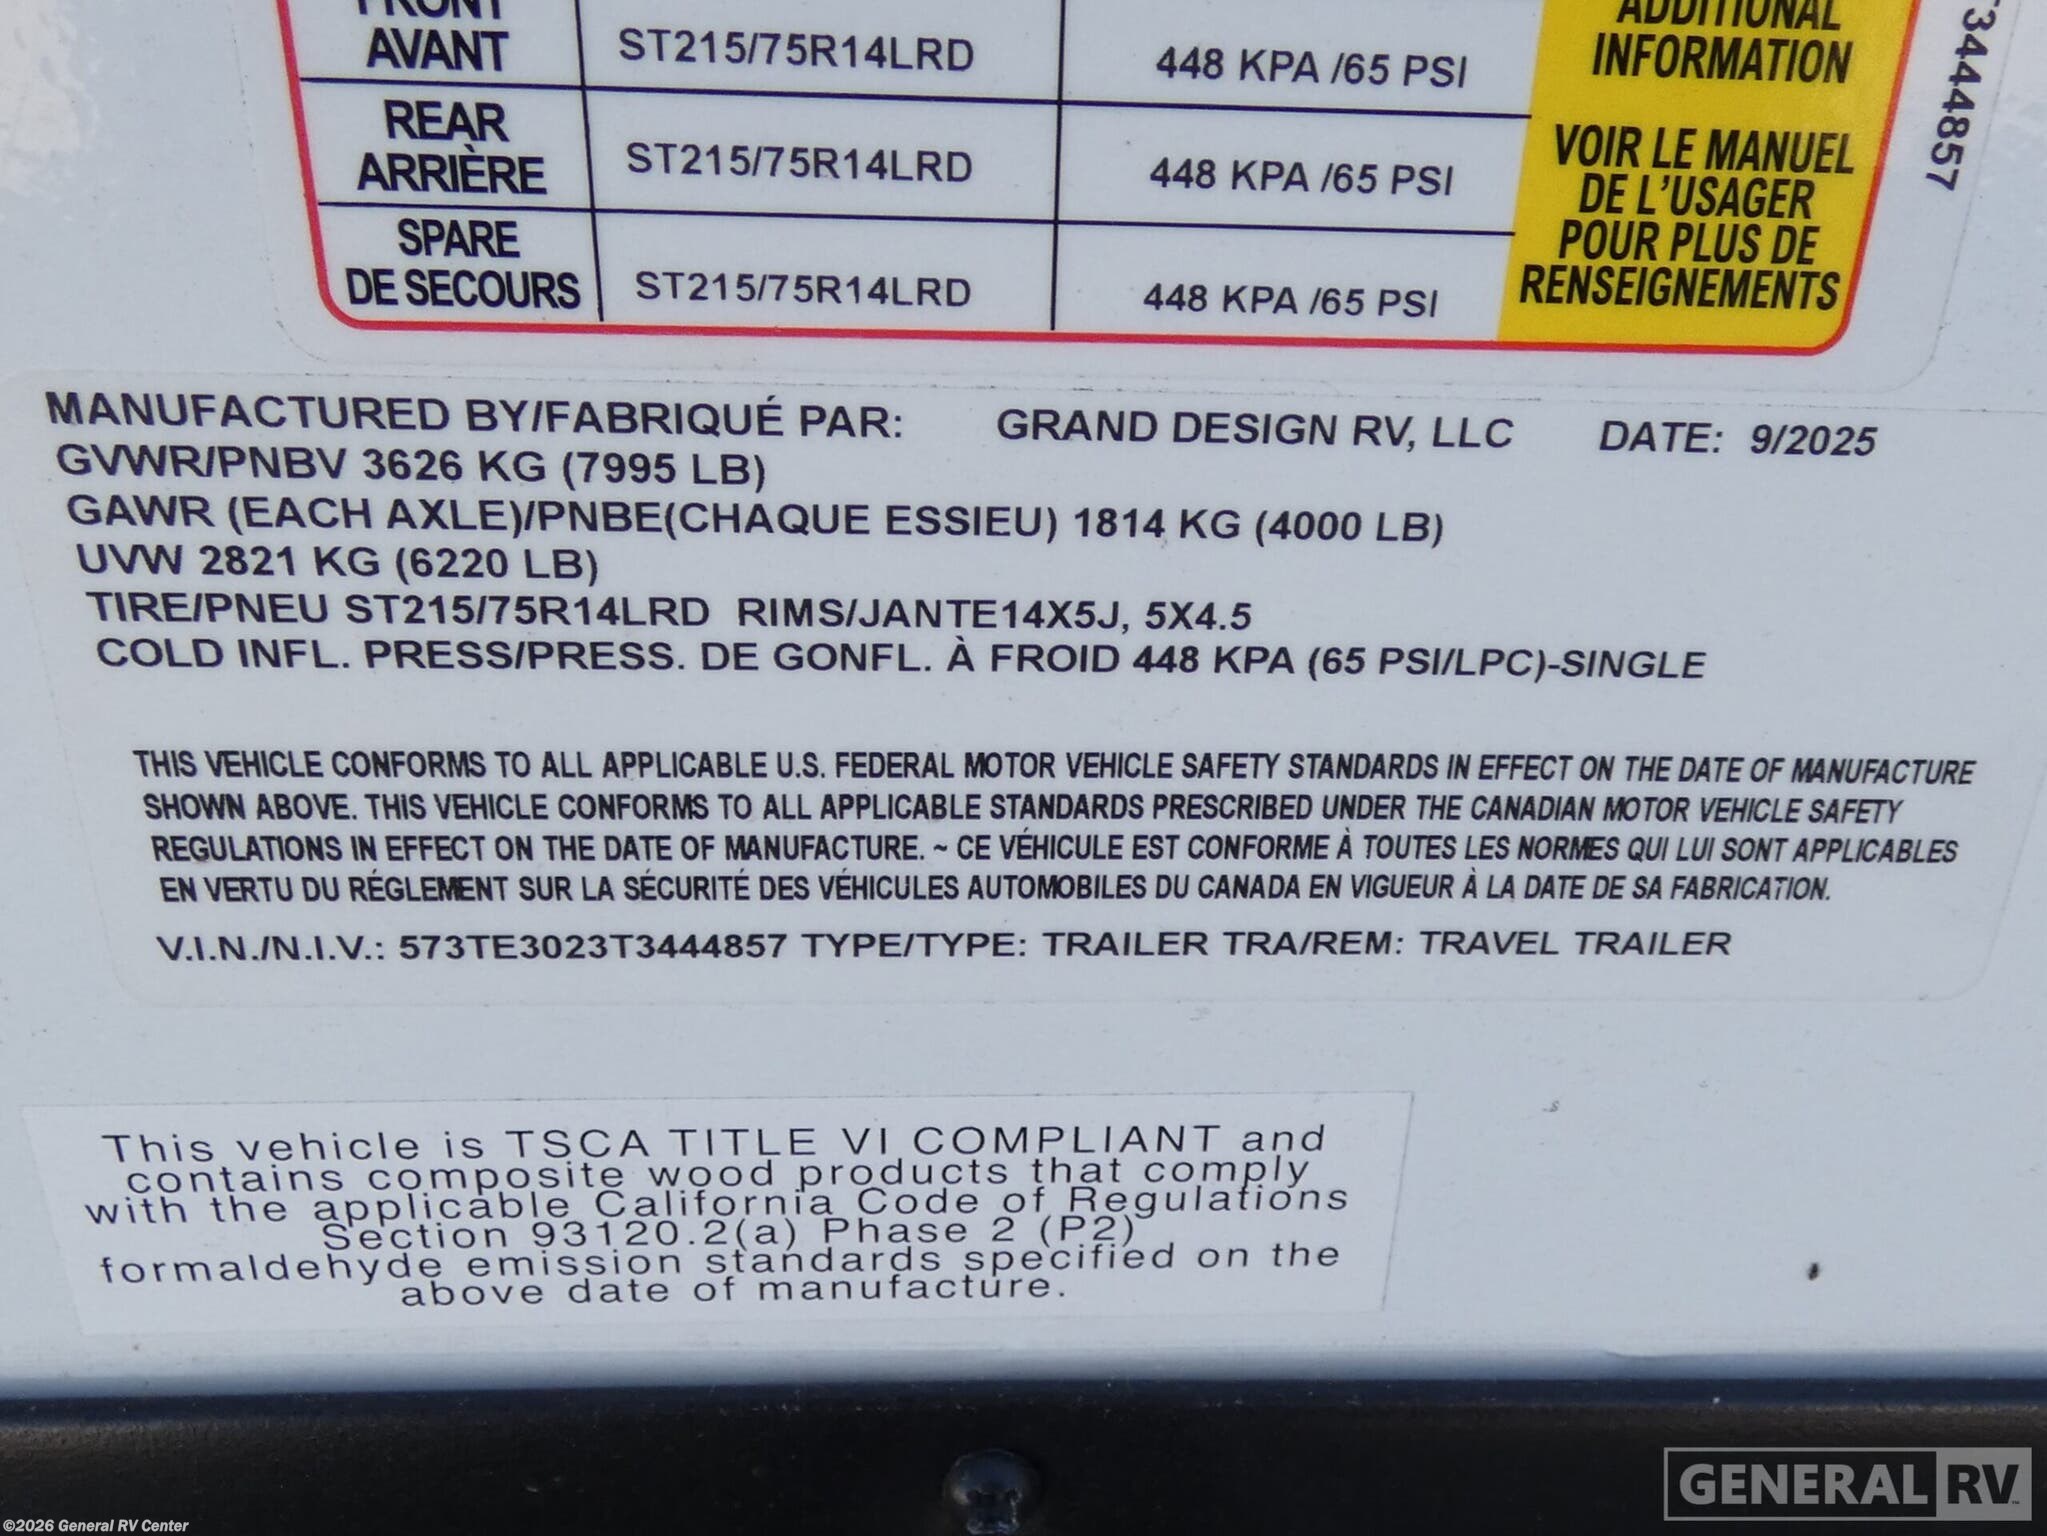 FRONT
AVANT
ST215/75R14LRD
448 KPA /65 PSI
REAR
ARRIÈRE
ST215/75R14LRD
448 KPA /65 PSI
SPARE
DE SECOURS
ST215/75R14LRD
448 KPA /65 PSI
ADDITIONAL
INFORMATION
VOIR LE MANUEL
DE L'USAGER
POUR PLUS DE
RENSEIGNEMENTS
T3444857
MANUFACTURED BY/FABRIQUÉ PAR: GRAND DESIGN RV, LLC DATE: 9/2025
GVWR/PNBV 3626 KG (7995 LB)
GAWR (EACH AXLE)/PNBE(CHAQUE ESSIEU) 1814 KG (4000 LB)
UVW 2821 KG (6220 LB)
TIRE/PNEU ST215/75R14LRD RIMS/JANTE14X5J, 5X4.5
COLD INFL. PRESS/PRESS. DE GONFL. À FROID 448 KPA (65 PSI/LPC)-SINGLE
THIS VEHICLE CONFORMS TO ALL APPLICABLE U.S. FEDERAL MOTOR VEHICLE SAFETY STANDARDS IN EFFECT ON THE DATE OF MANUFACTURE
SHOWN ABOVE. THIS VEHICLE CONFORMS TO ALL APPLICABLE STANDARDS PRESCRIBED UNDER THE CANADIAN MOTOR VEHICLE SAFETY
REGULATIONS IN EFFECT ON THE DATE OF MANUFACTURE. ~ CE VÉHICULE EST CONFORME À TOUTES LES NORMES QUI LUI SONT APPLICABLES
EN VERTU DU RÉGLEMENT SUR LA SÉCURITÉ DES VÉHICULES AUTOMOBILES DU CANADA EN VIGUEUR À LA DATE DE SA FABRICATION.
V.I.N./N.I.V.: 573TE3023T3444857 TYPE/TYPE: TRAILER TRA/REM: TRAVEL TRAILER
This vehicle is TSCA TITLE VI COMPLIANT and
contains composite wood products that comply
with the applicable California Code of Regulations
Section 93120.2(a) Phase 2 (P2)
formaldehyde emission standards specified on the
above date of manufacture.
GENERAL RV
©2026 General RV Center